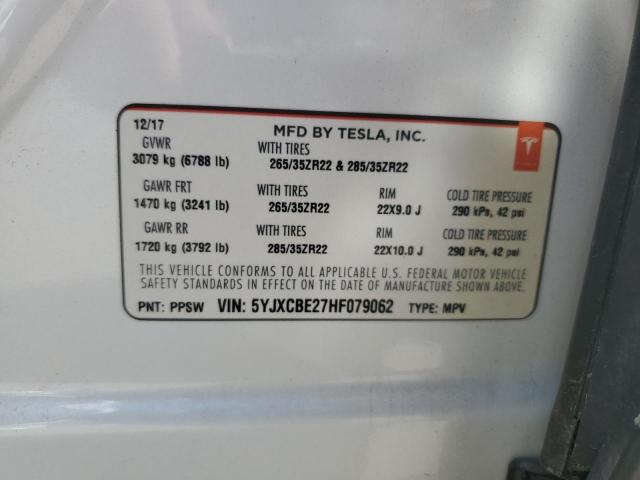 12/17 MFD BY TESLA, INC.
GVWR WITH TIRES
3079 kg (6788 lb) 265/35ZR22 & 285/35ZR22
GAWR FRT WITH TIRES RIM COLD TIRE PRESSURE
1470 kg (3241 lb) 265/35ZR22 22X9.0 J 290 kPa, 42 psi
GAWR RR WITH TIRES RIM COLD TIRE PRESSURE
1720 kg (3792 lb) 285/35ZR22 22X10.0 J 290 kPa, 42 psi
THIS VEHICLE CONFORMS TO ALL APPLICABLE U.S. FEDERAL MOTOR VEHICLE
SAFETY STANDARDS IN EFFECT ON THE DATE OF MANUFACTURE SHOWN ABOVE.
PNT: PPSW VIN: 5YJXCBE27HF079062 TYPE: MPV